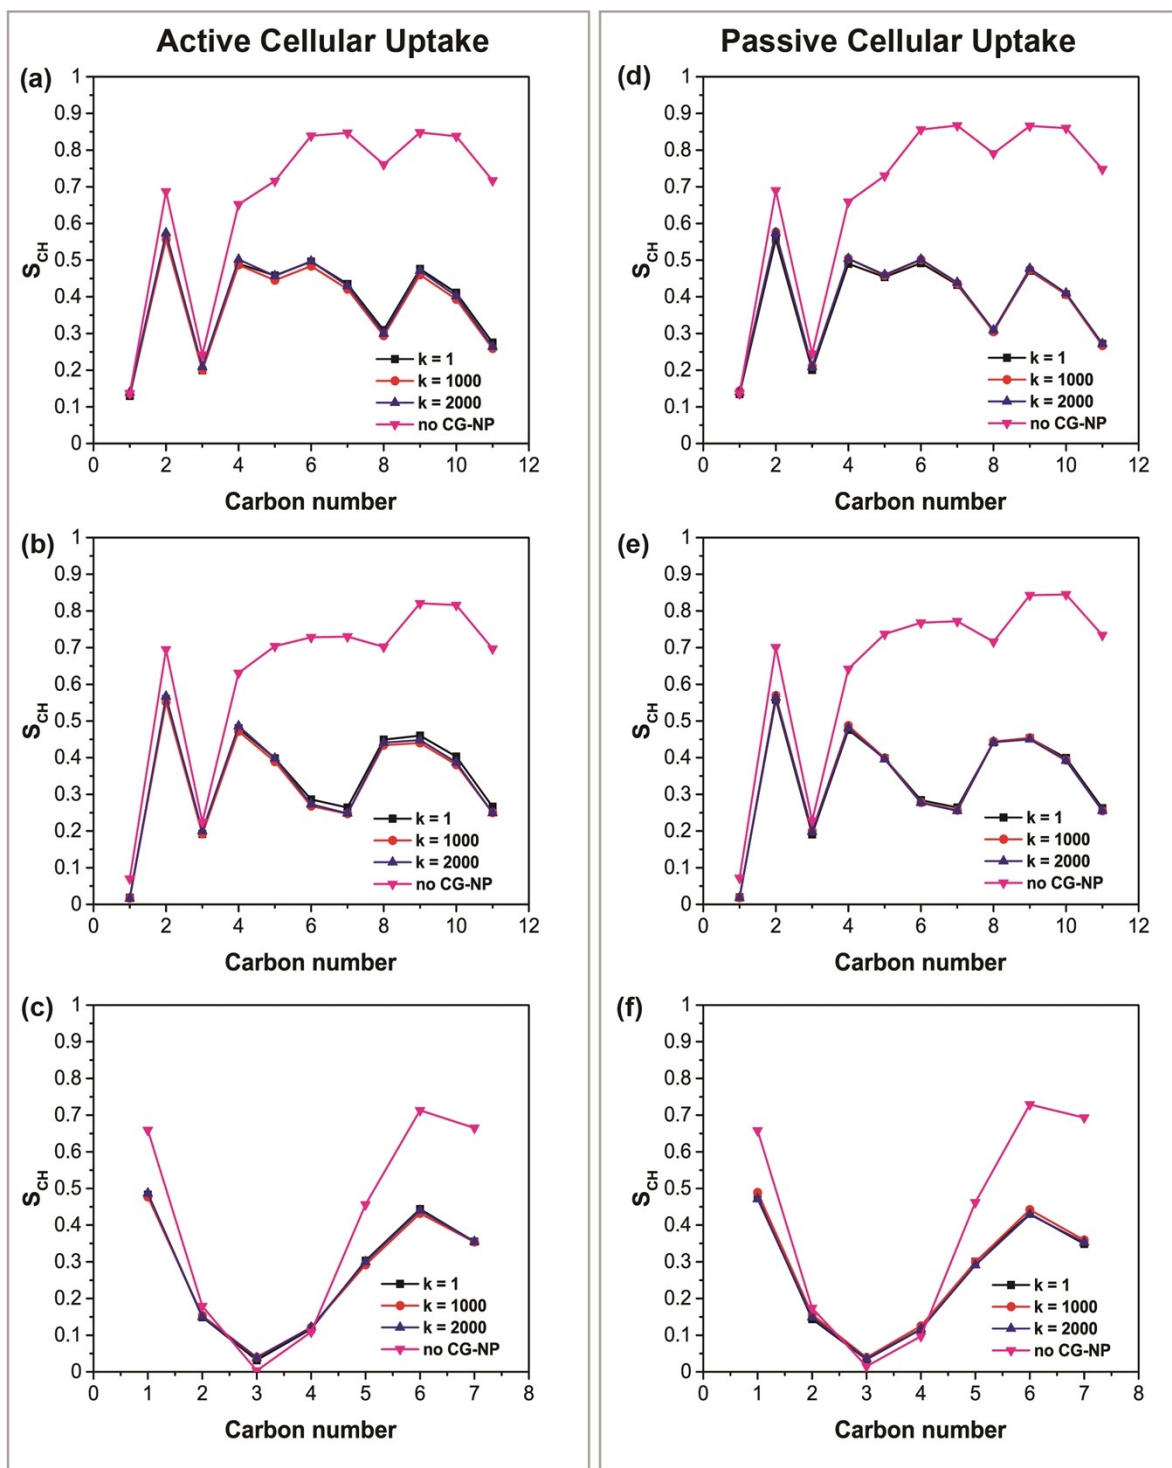 Active Cellular Uptake
(a)
1
0.9
0.8
0.7
0.6
0.5
0.4
0.3
0.2
0.1
0
S_CH
k = 1
k = 1000
k = 2000
no CG-NP
0 2 4 6 8 10 12
Carbon number
(b)
1
0.9
0.8
0.7
0.6
0.5
0.4
0.3
0.2
0.1
0
S_CH
k = 1
k = 1000
k = 2000
no CG-NP
0 2 4 6 8 10 12
Carbon number
(c)
1
0.9
0.8
0.7
0.6
0.5
0.4
0.3
0.2
0.1
0
S_CH
k = 1
k = 1000
k = 2000
no CG-NP
0 1 2 3 4 5 6 7 8
Carbon number
Passive Cellular Uptake
(d)
1
0.9
0.8
0.7
0.6
0.5
0.4
0.3
0.2
0.1
0
S_CH
k = 1
k = 1000
k = 2000
no CG-NP
0 2 4 6 8 10 12
Carbon number
(e)
1
0.9
0.8
0.7
0.6
0.5
0.4
0.3
0.2
0.1
0
S_CH
k = 1
k = 1000
k = 2000
no CG-NP
0 2 4 6 8 10 12
Carbon number
(f)
1
0.9
0.8
0.7
0.6
0.5
0.4
0.3
0.2
0.1
0
S_CH
k = 1
k = 1000
k = 2000
no CG-NP
0 1 2 3 4 5 6 7 8
Carbon number